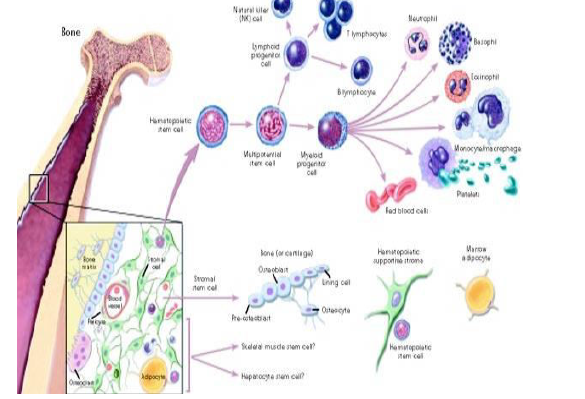 Bone
Natural killer
(NK) cell
T lymphocytes
Lymphoid
progenitor
cell
B lymphocyte
Neutrophil
Basophil
Eosinophil
Monocyte/macrophage
Platelets
Red blood cells
Hematopoietic
stem cell
Multipotential
stem cell
Myeloid
progenitor
cell
Bone
matrix
Stromal
cell
Blood
vessel
Pericyte
Osteoclast
Adipocyte
Stromal
stem cell
Bone (or cartilage)
Osteoblast
Lining cell
Pre-osteoblast
Osteocyte
Skeletal muscle stem cell?
Hepatocyte stem cell?
Hematopoietic
supportive stroma
Hematopoietic
stem cell
Marrow
adipocyte